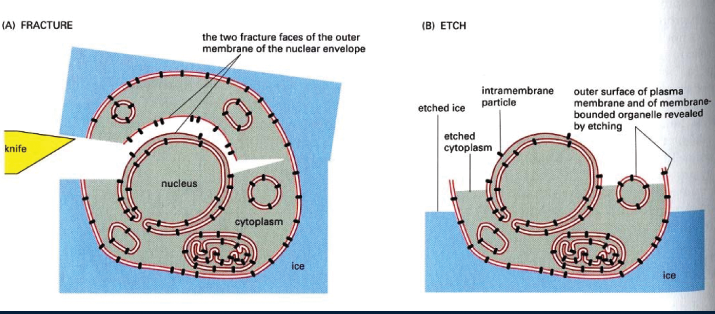 (A) FRACTURE
the two fracture faces of the outer
membrane of the nuclear envelope
knife
nucleus
cytoplasm
ice
(B) ETCH
intramembrane
particle
outer surface of plasma
membrane and of membrane-
bounded organelle revealed
by etching
etched ice
etched
cytoplasm
ice